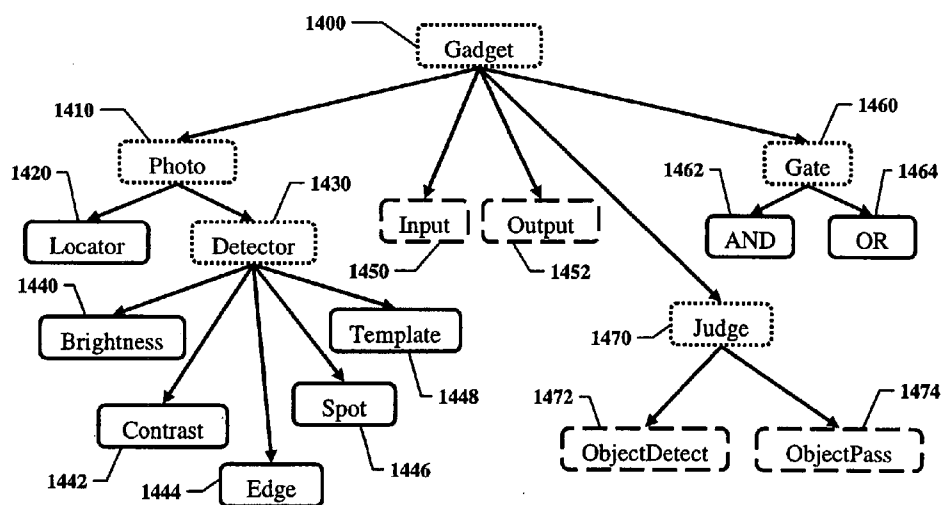 1400
Gadget
1410
Photo
1460
Gate
1420
Locator
1430
Detector
Input
1450
Output
1452
1462
AND
1464
OR
1440
Brightness
Template
1448
1470
Judge
Contrast
1442
1444
Edge
Spot
1446
1472
ObjectDetect
1474
ObjectPass